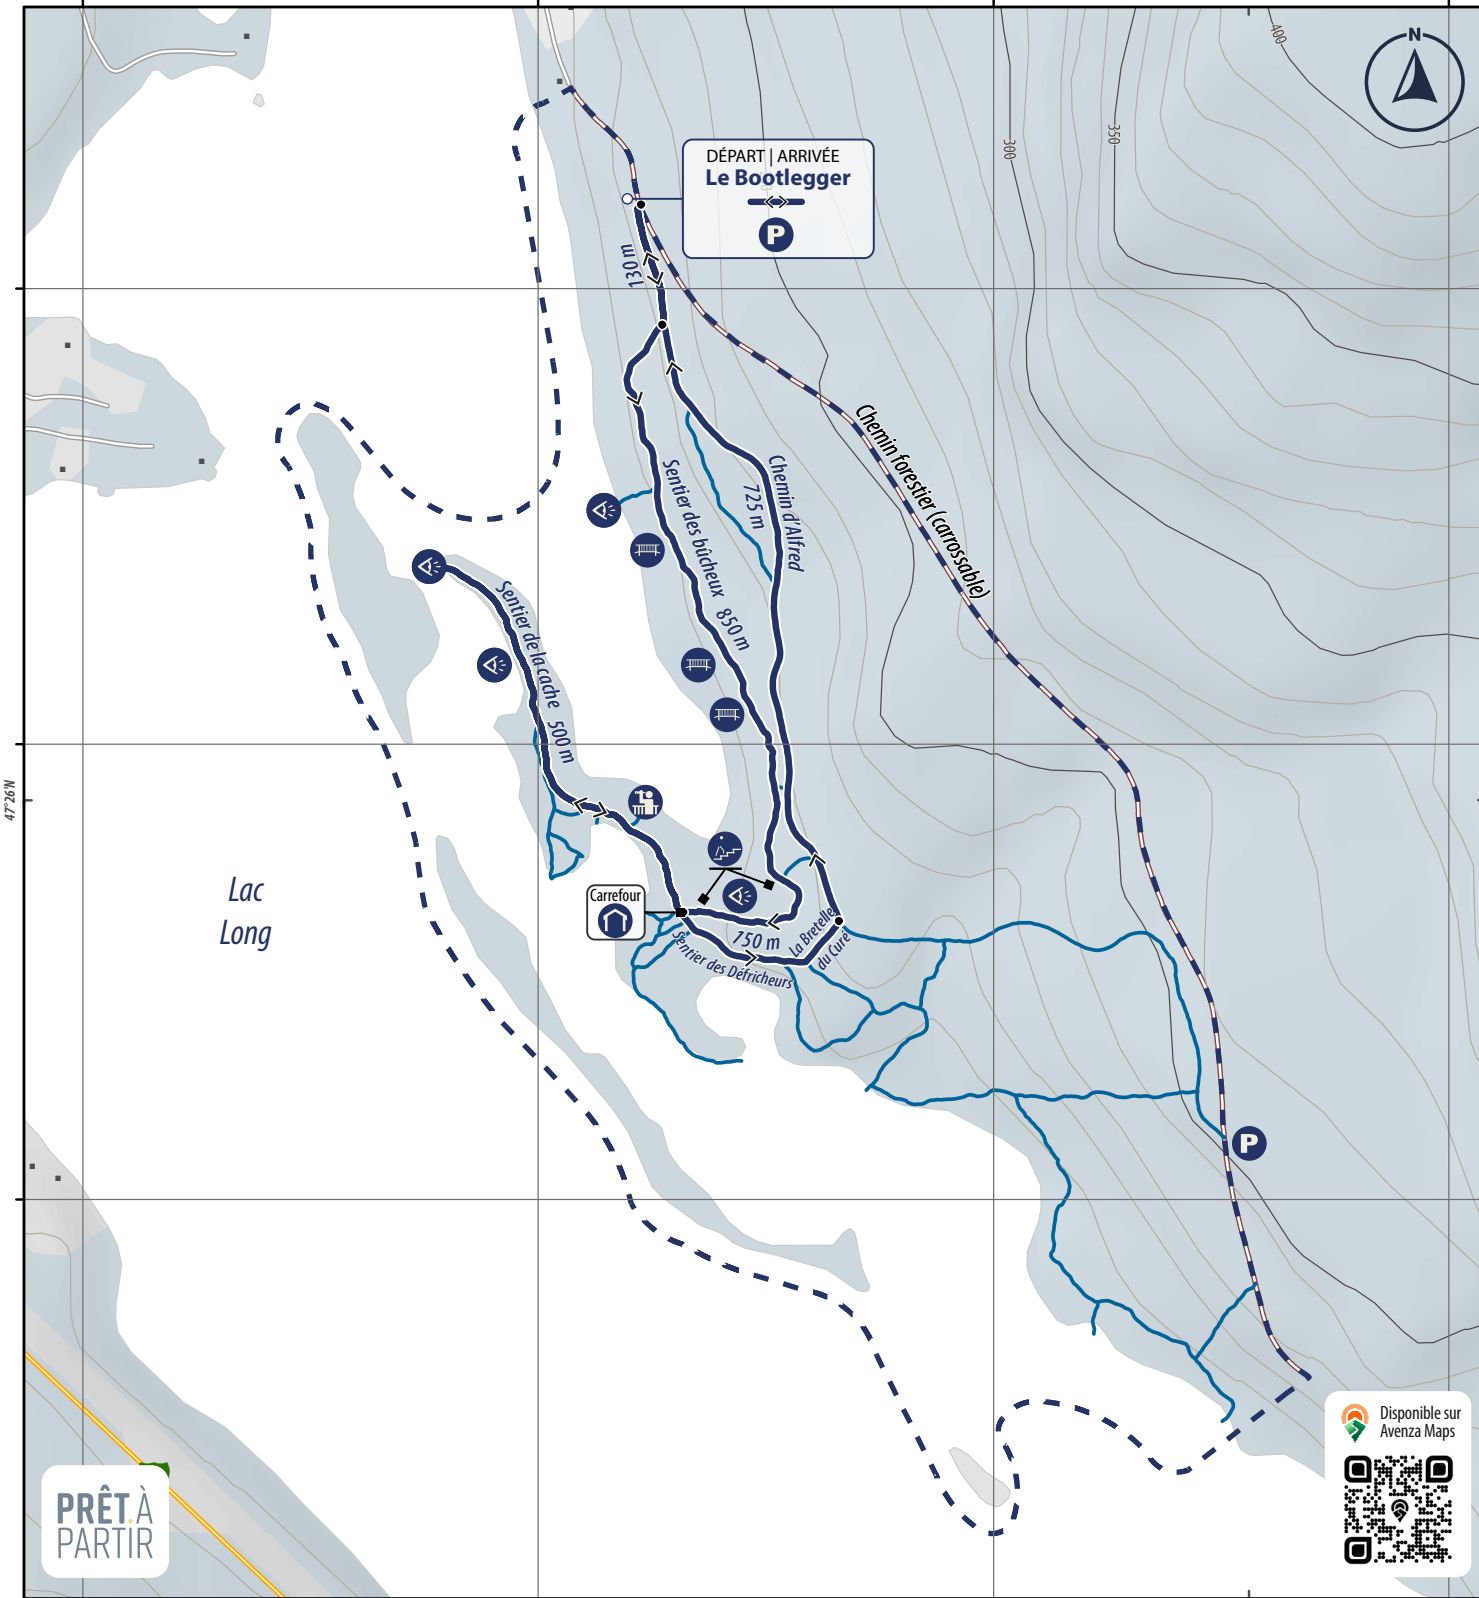 400
N
350
300
DÉPART | ARRIVÉE
Le Bootlegger
P
130 m
Chemin forestier (carrossable)
Chemin d'Alfred
725 m
Sentier des bûcheux 850 m
Sentier de la cache 500 m
47°26'N
Lac
Long
Carrefour
150 m
La Bretelle
du Curé
Sentier des Défricheurs
P
Disponible sur
Avenza Maps
PRÊT.À
PARTIR